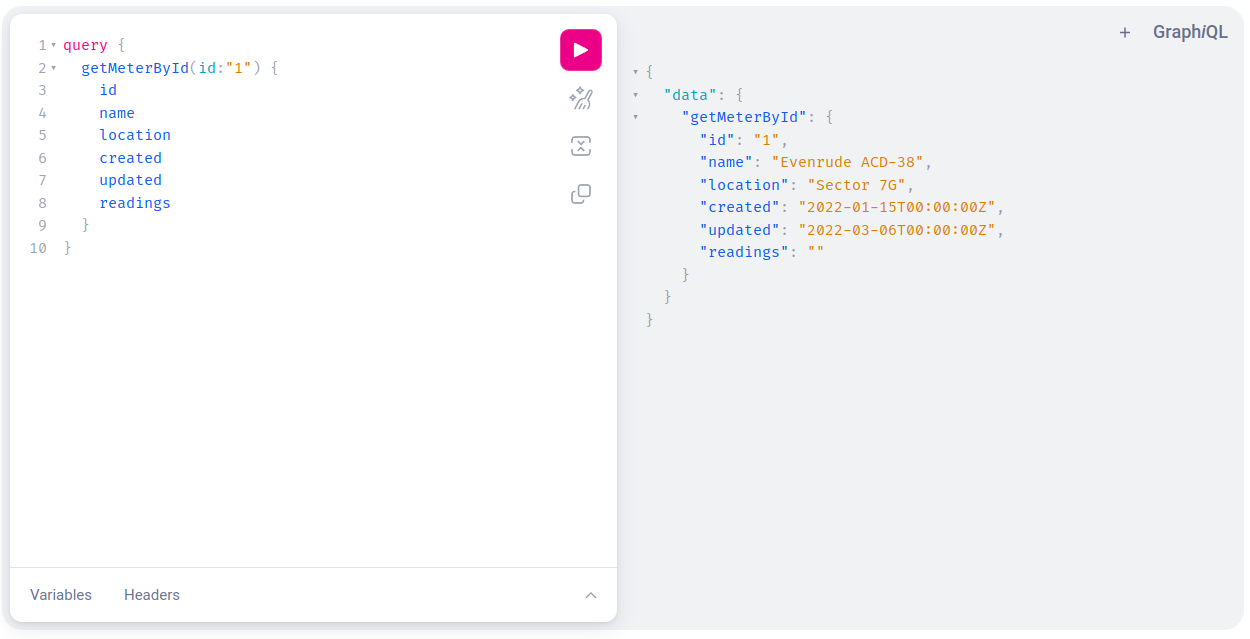 1 query {
2 getMeterById(id:"1") {
3 id
4 name
5 location
6 created
7 updated
8 readings
9 }
10 }
Variables Headers
+ GraphiQL
{
"data": {
"getMeterById": {
"id": "1",
"name": "Evenrude ACD-38",
"location": "Sector 7G",
"created": "2022-01-15T00:00:00Z",
"updated": "2022-03-06T00:00:00Z",
"readings": ""
}
}
}